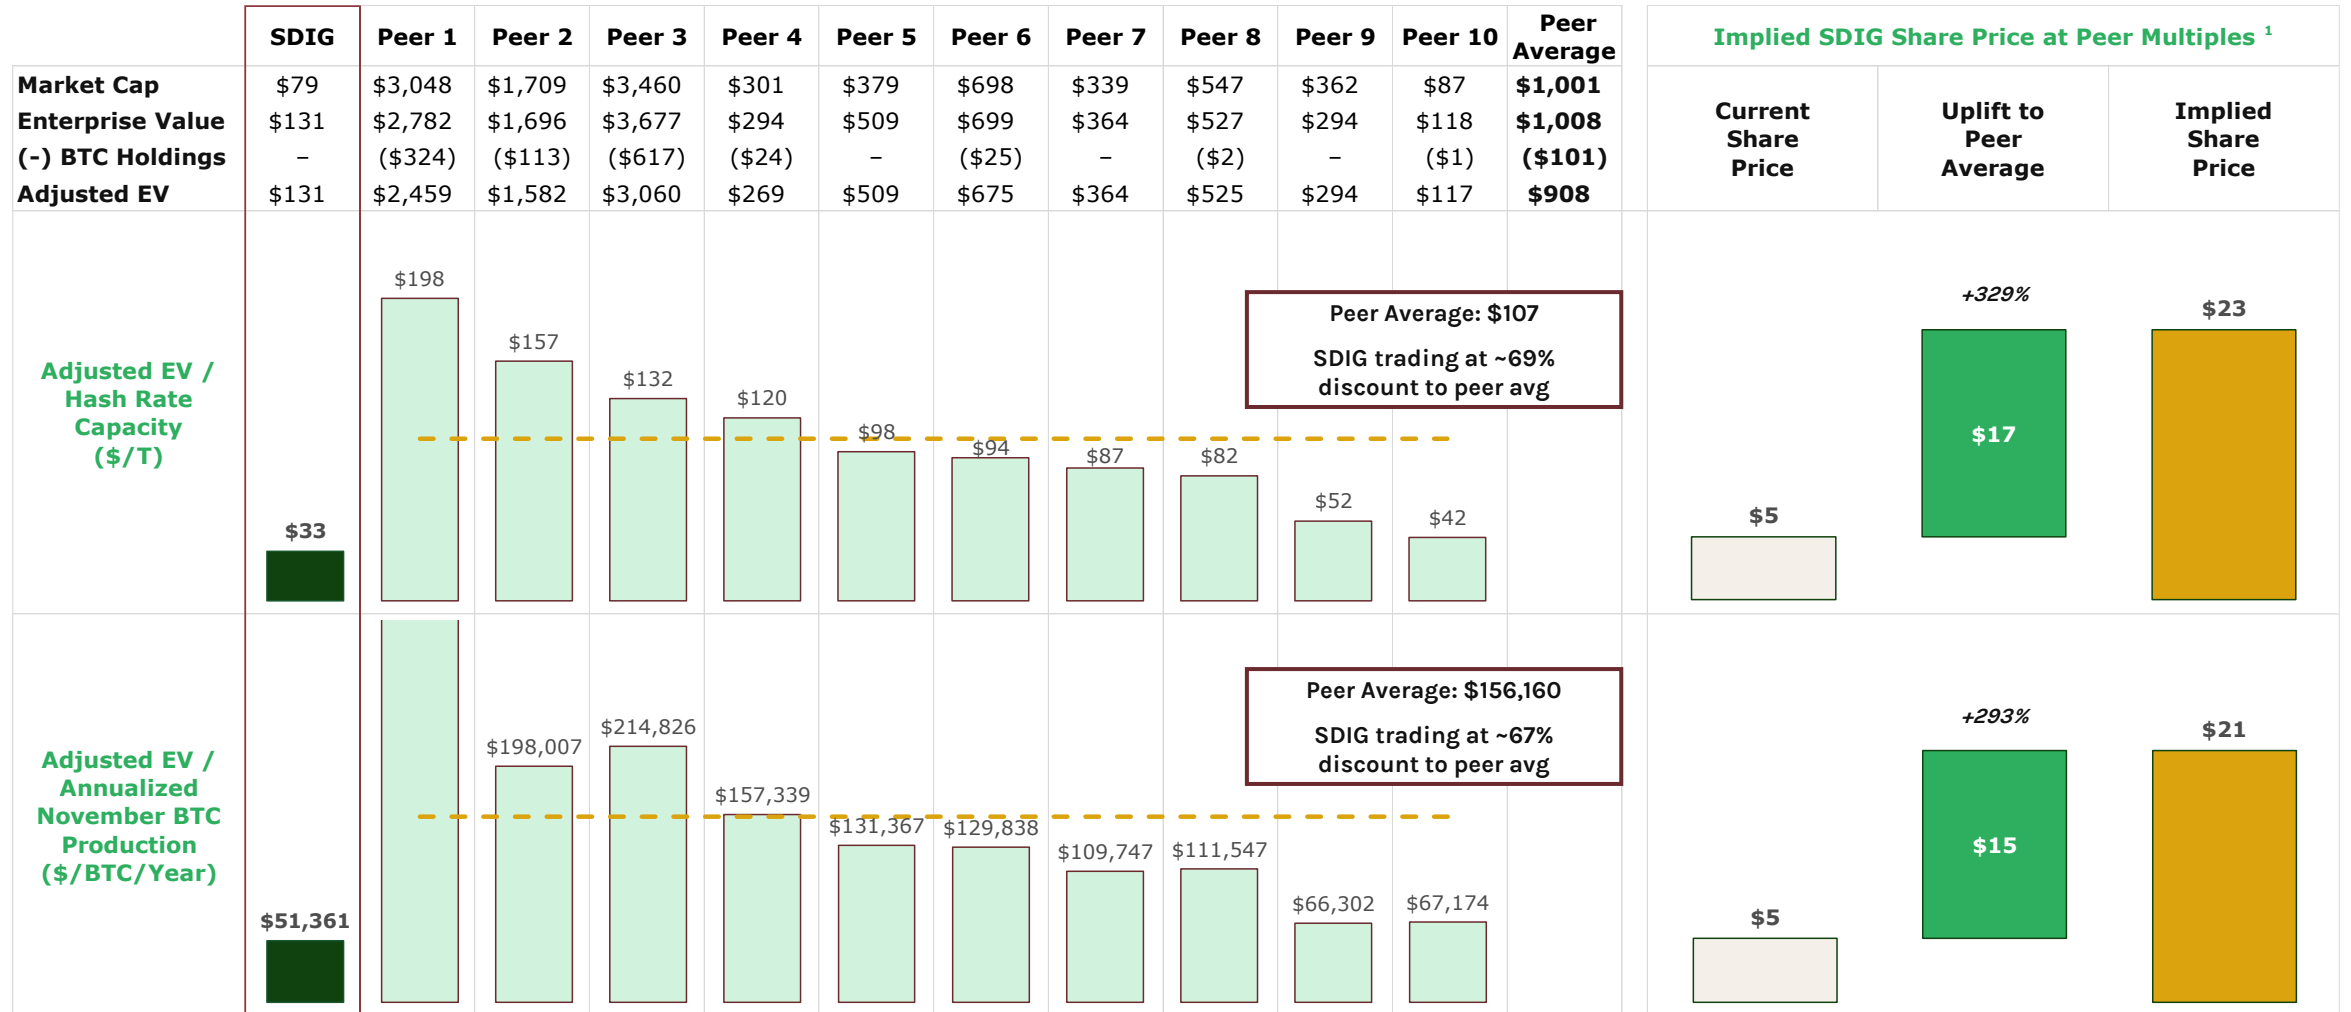 SDIG Peer 1 Peer 2 Peer 3 Peer 4 Peer 5 Peer 6 Peer 7 Peer 8 Peer 9 Peer 10 Peer Average
Market Cap $79 $3,048 $1,709 $3,460 $301 $379 $698 $339 $547 $362 $87 $1,001
Enterprise Value $131 $2,782 $1,696 $3,677 $294 $509 $699 $364 $527 $294 $118 $1,008
(-) BTC Holdings – ($324) ($113) ($617) ($24) – ($25) – ($2) – ($1) ($101)
Adjusted EV $131 $2,459 $1,582 $3,060 $269 $509 $675 $364 $525 $294 $117 $908
Implied SDIG Share Price at Peer Multiples 1
Current
Share
Price
Uplift to
Peer
Average
Implied
Share
Price
Adjusted EV /
Hash Rate
Capacity
($/T)
$33
$198
$157
$132
$120
$98
$94
$87
$82
$52
$42
Peer Average: $107
SDIG trading at ~69%
discount to peer avg
$5
+329%
$17
$23
Adjusted EV /
Annualized
November BTC
Production
($/BTC/Year)
$51,361
$198,007
$214,826
$157,339
$131,367
$129,838
$109,747
$111,547
$66,302
$67,174
Peer Average: $156,160
SDIG trading at ~67%
discount to peer avg
$5
+293%
$15
$21